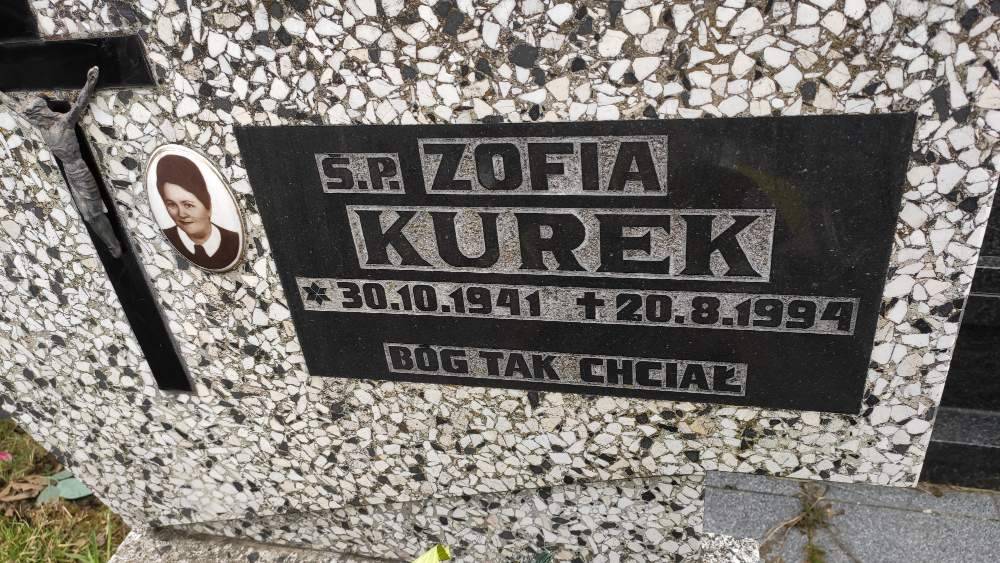 Ś.P. ZOFIA
KUREK
* 30.10.1941 ✝ 20.8.1994
BÓG TAK CHCIAŁ